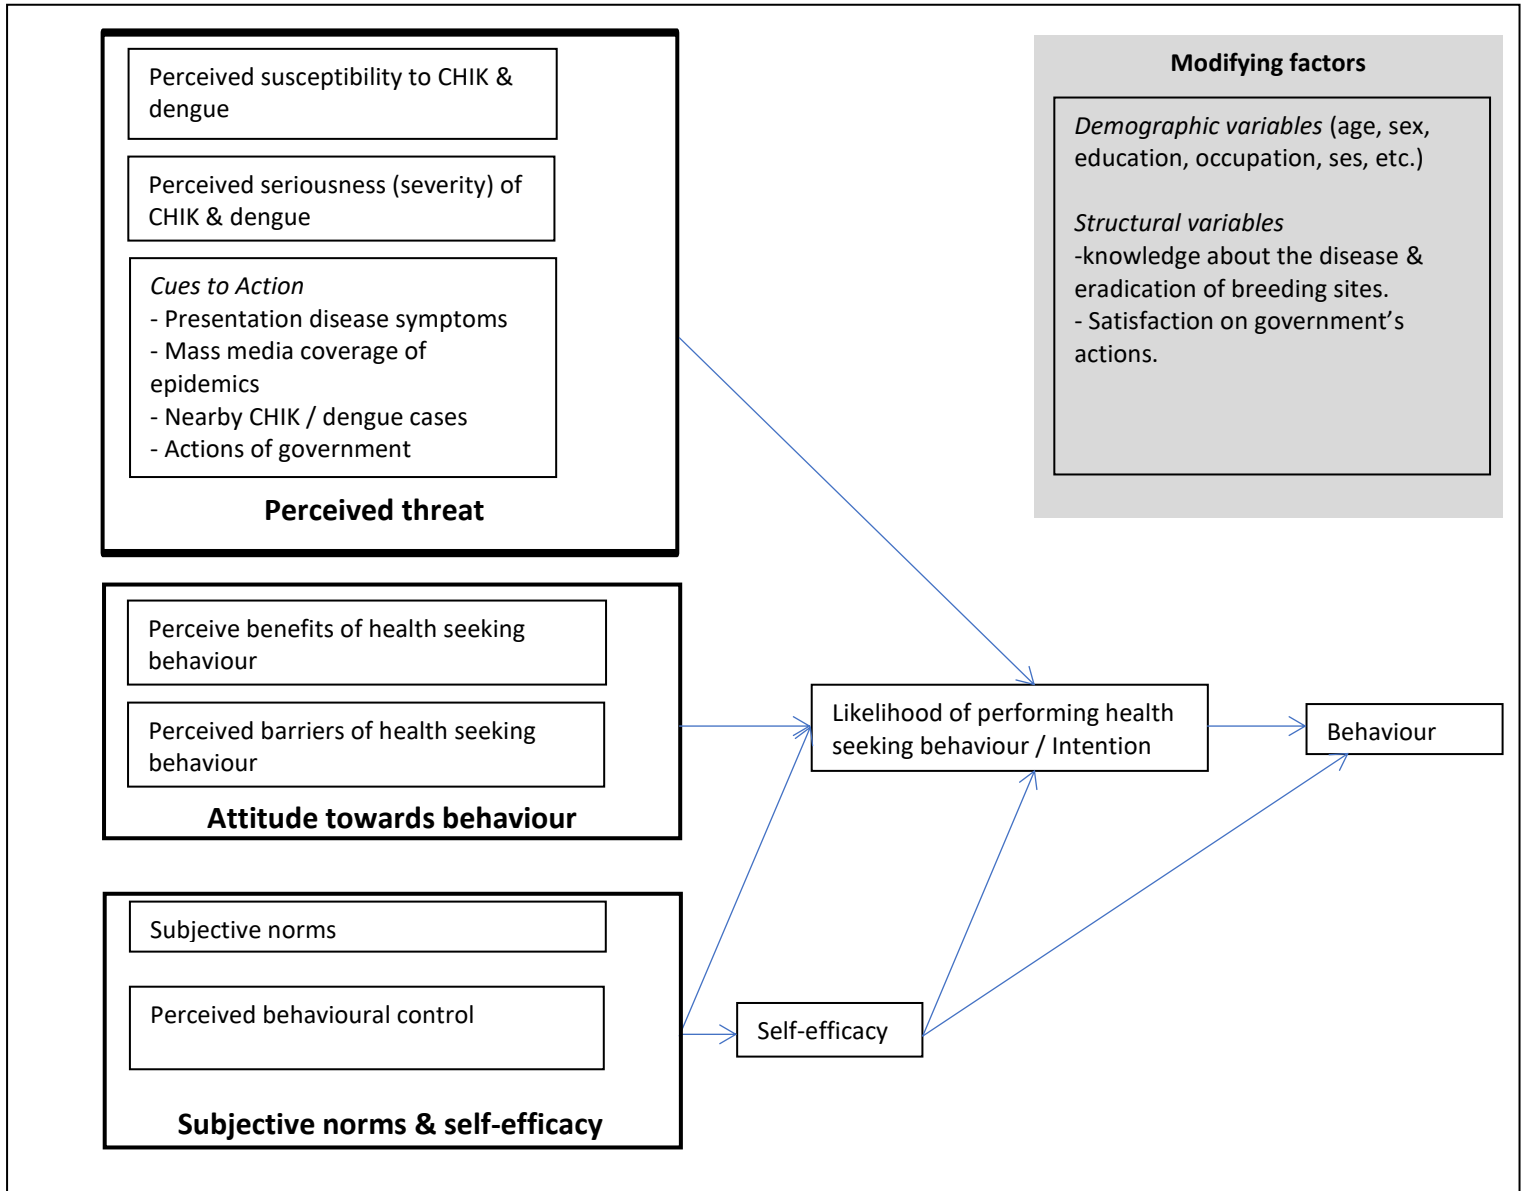 Perceived susceptibility to CHIK &
dengue
Perceived seriousness (severity) of
CHIK & dengue
Cues to Action
- Presentation disease symptoms
- Mass media coverage of
epidemics
- Nearby CHIK / dengue cases
- Actions of government
Perceived threat
Modifying factors
Demographic variables (age, sex,
education, occupation, ses, etc.)
Structural variables
-knowledge about the disease &
eradication of breeding sites.
- Satisfaction on government’s
actions.
Perceive benefits of health seeking
behaviour
Perceived barriers of health seeking
behaviour
Attitude towards behaviour
Likelihood of performing health
seeking behaviour / Intention
Behaviour
Subjective norms
Perceived behavioural control
Self-efficacy
Subjective norms & self-efficacy